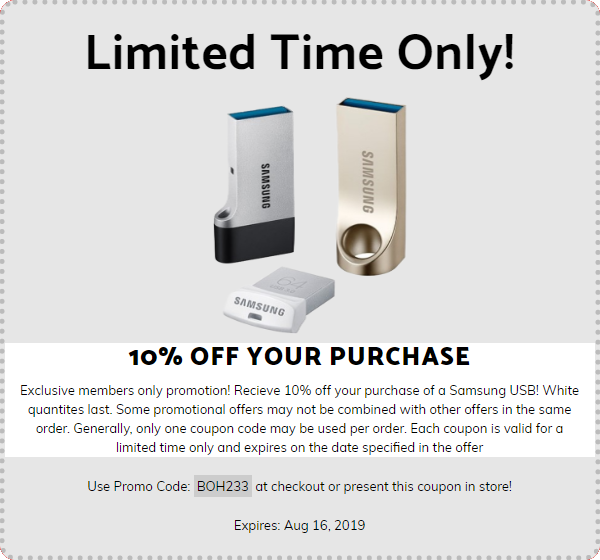 Limited Time Only!
SAMSUNG
SAMSUNG
64
SAMSUNG
10% OFF YOUR PURCHASE
Exclusive members only promotion! Recieve 10% off your purchase of a Samsung USB! White
quantites last. Some promotional offers may not be combined with other offers in the same
order. Generally, only one coupon code may be used per order. Each coupon is valid for a
limited time only and expires on the date specified in the offer
Use Promo Code: BOH233 at checkout or present this coupon in store!
Expires: Aug 16, 2019